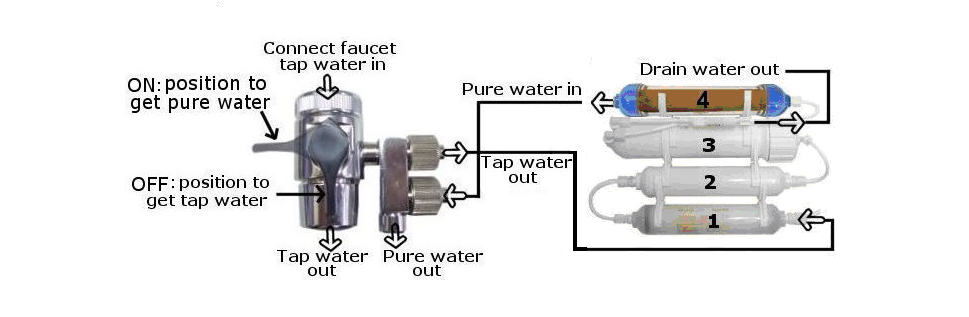 Connect faucet
tap water in
ON: position to
get pure water
OFF: position to
get tap water
Tap water
out
Pure water
out
Pure water in
Tap water
out
Drain water out
4
3
2
1